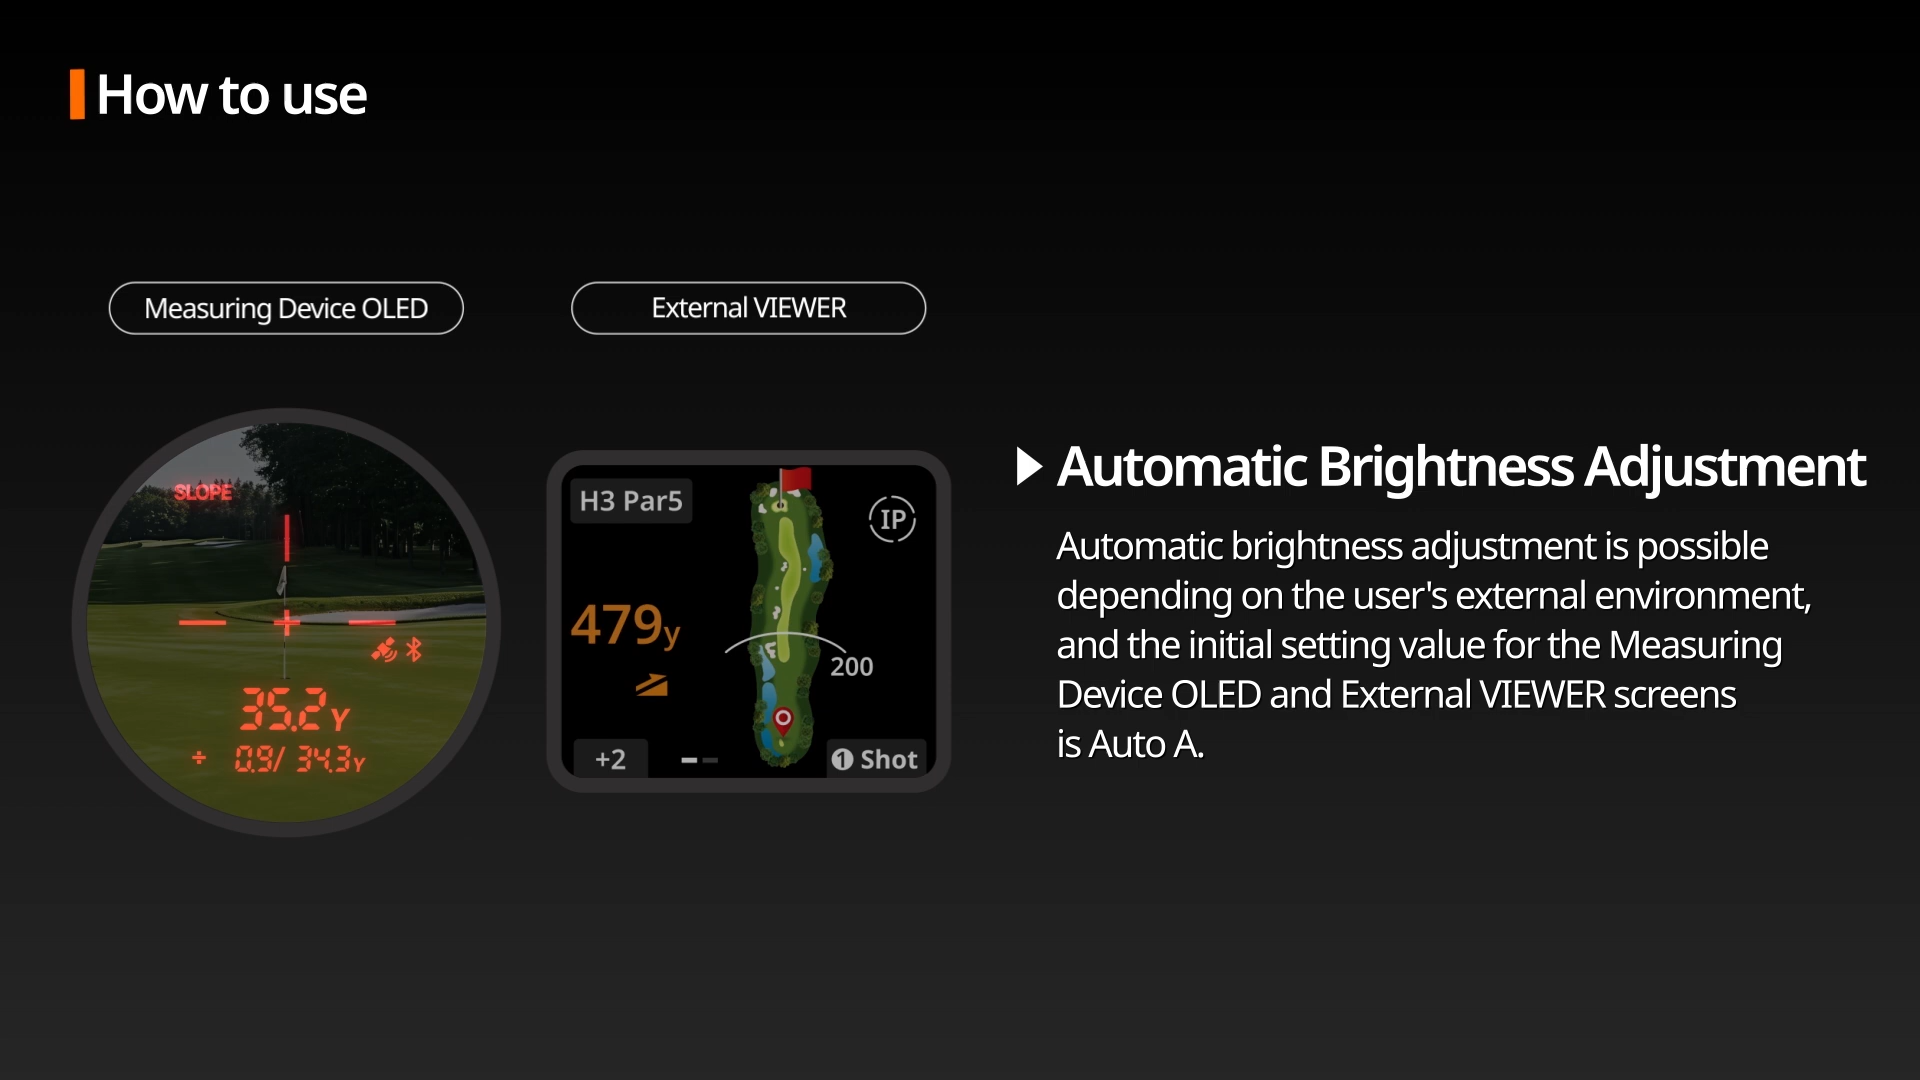 How to use
Measuring Device OLED
External VIEWER
SLOPE
35.2Y
÷ 0.9/ 34.3Y
H3 Par5
IP
479y
200
+2
1 Shot
Automatic Brightness Adjustment
Automatic brightness adjustment is possible
depending on the user's external environment,
and the initial setting value for the Measuring
Device OLED and External VIEWER screens
is Auto A.